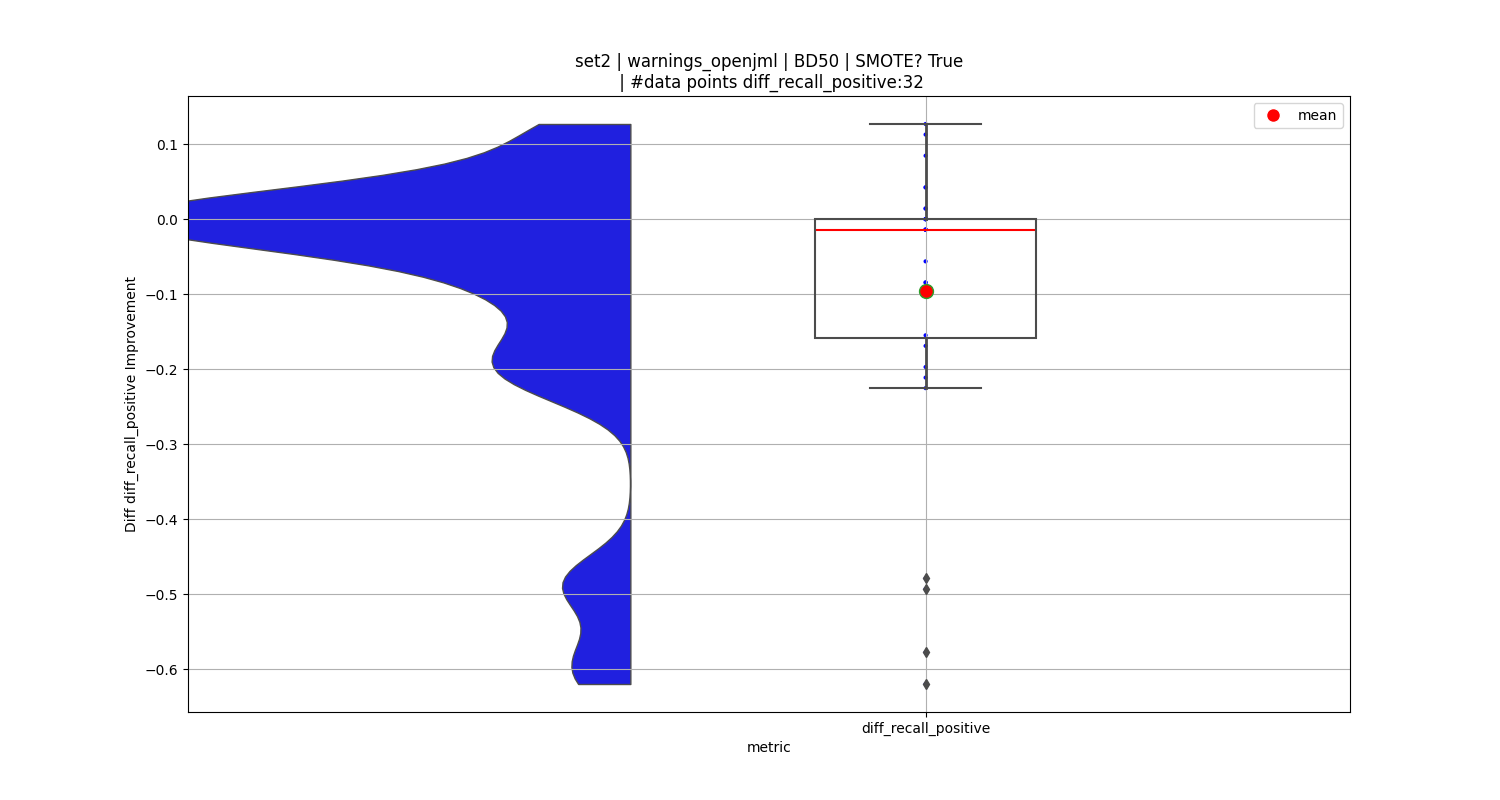 set2 | warnings_openjml | BD50 | SMOTE? True
| #data points diff_recall_positive:32
mean
0.1
0.0
−0.1
−0.2
−0.3
−0.4
−0.5
−0.6
Diff diff_recall_positive Improvement
diff_recall_positive
metric